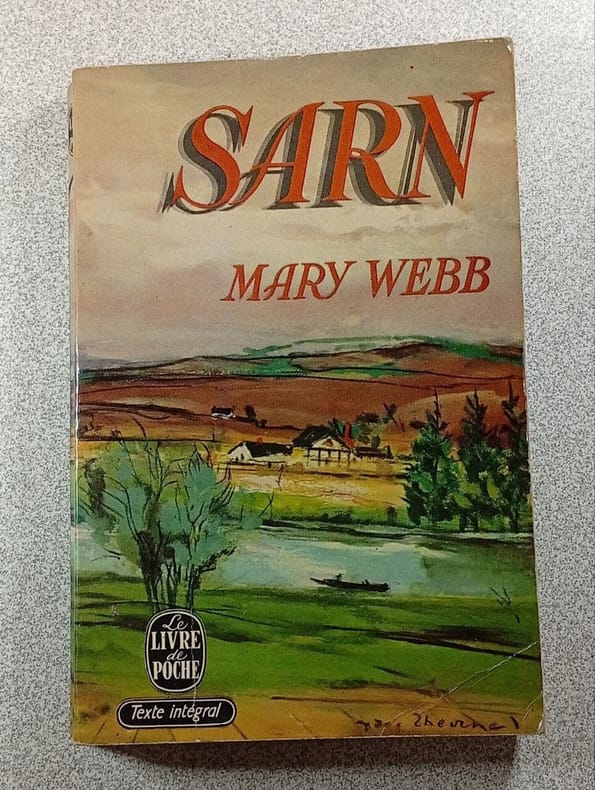 SARN
MARY WEBB
Le
LIVRE
de
POCHE
Texte intégral